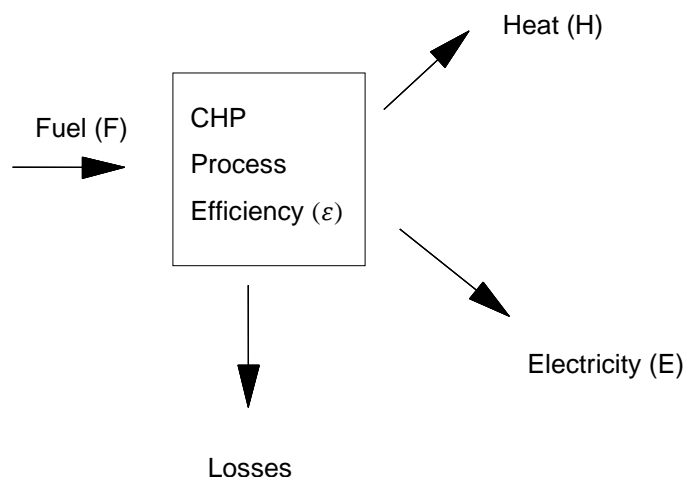 Heat (H)
Fuel (F)
CHP
Process
Efficiency (ε)
Electricity (E)
Losses